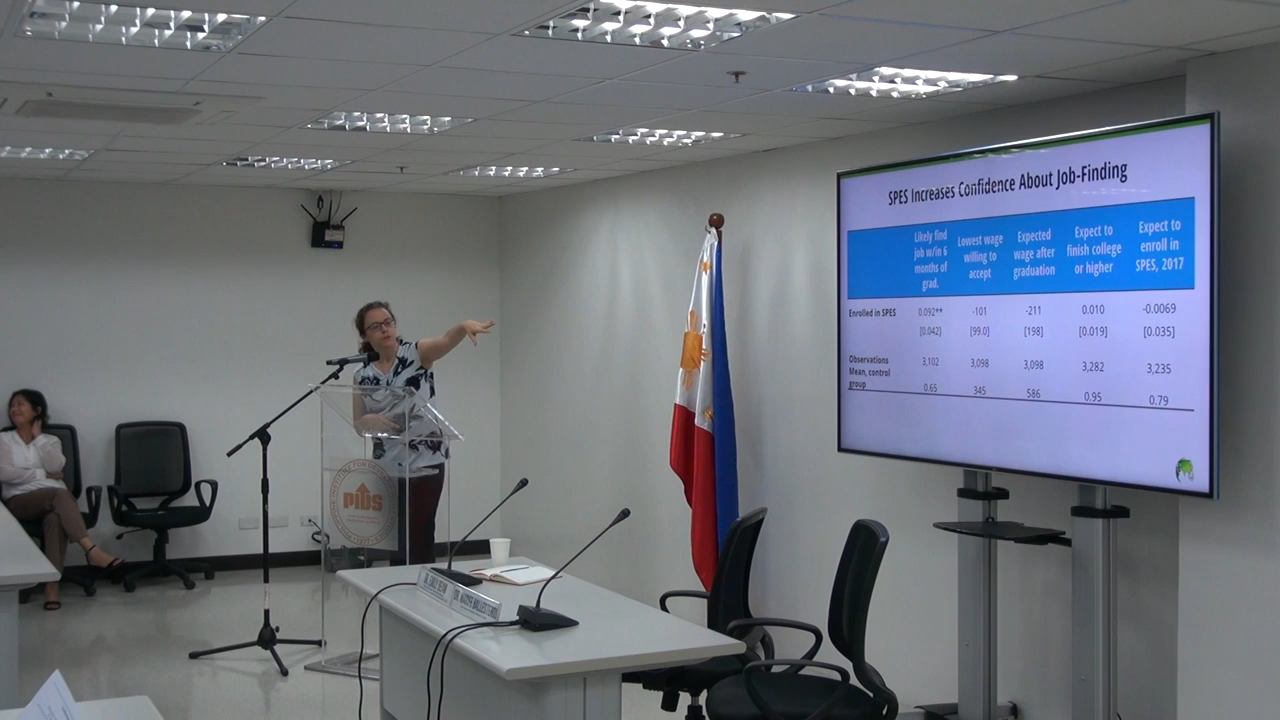 SPES Increases Confidence About Job-Finding
Likely find job w/in 6 months of grad. Lowest wage willing to accept Expected wage after graduation Expect to finish college or higher Expect to enroll in SPES, 2017
Enrolled in SPES 0.092** -101 -211 0.010 -0.0069
[0.042] [99.0] [198] [0.019] [0.035]
Observations 3,102 3,098 3,098 3,282 3,235
Mean, control group 0.65 345 586 0.95 0.79
PIDS